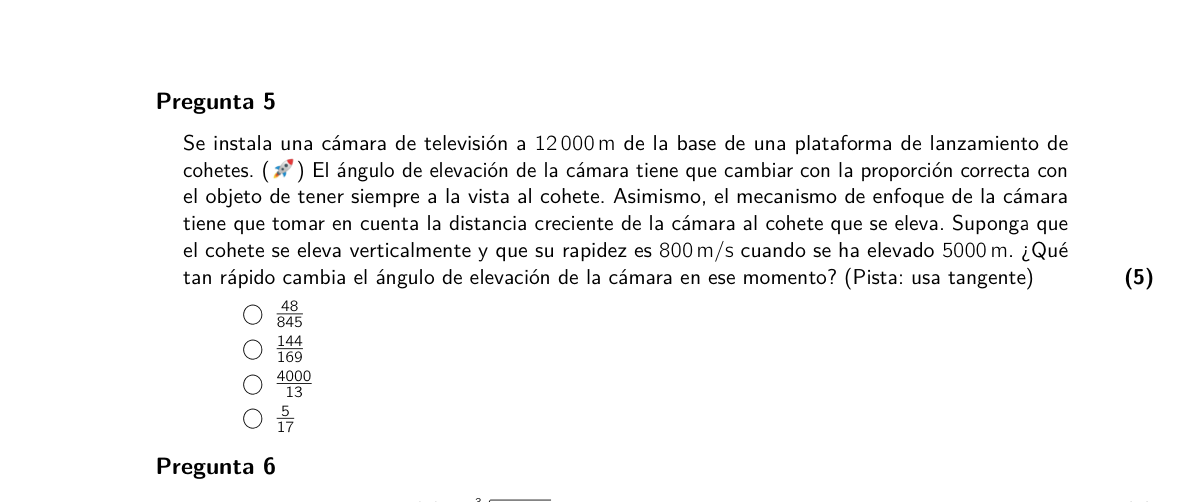 Pregunta 5
Se instala una cámara de televisión a 12 000 m de la base de una plataforma de lanzamiento de
cohetes. (🚀) El ángulo de elevación de la cámara tiene que cambiar con la proporción correcta con
el objeto de tener siempre a la vista al cohete. Asimismo, el mecanismo de enfoque de la cámara
tiene que tomar en cuenta la distancia creciente de la cámara al cohete que se eleva. Suponga que
el cohete se eleva verticalmente y que su rapidez es 800 m/s cuando se ha elevado 5000 m. ¿Qué
tan rápido cambia el ángulo de elevación de la cámara en ese momento? (Pista: usa tangente) (5)
48/845
144/169
4000/13
5/17
Pregunta 6